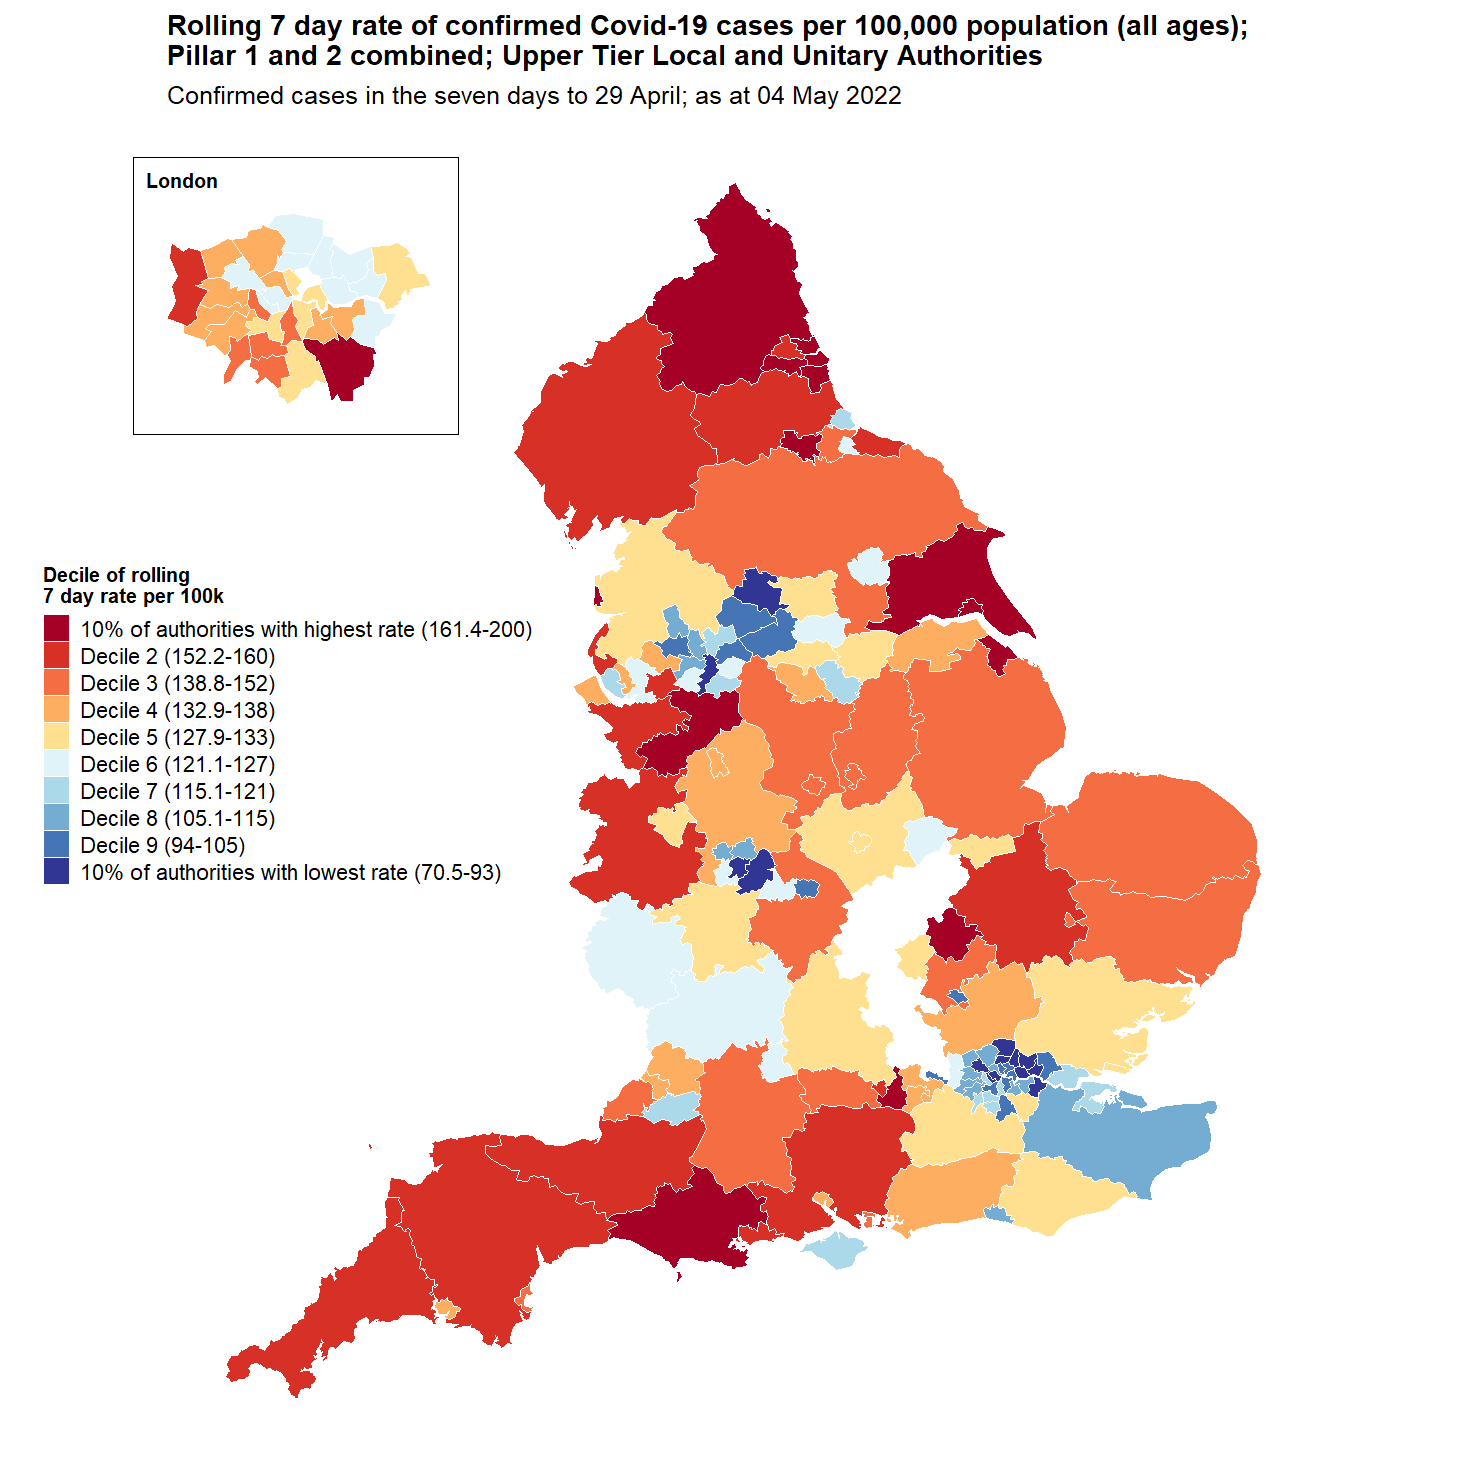 Rolling 7 day rate of confirmed Covid-19 cases per 100,000 population (all ages);
Pillar 1 and 2 combined; Upper Tier Local and Unitary Authorities
Confirmed cases in the seven days to 29 April; as at 04 May 2022
London
Decile of rolling
7 day rate per 100k
10% of authorities with highest rate (161.4-200)
Decile 2 (152.2-160)
Decile 3 (138.8-152)
Decile 4 (132.9-138)
Decile 5 (127.9-133)
Decile 6 (121.1-127)
Decile 7 (115.1-121)
Decile 8 (105.1-115)
Decile 9 (94-105)
10% of authorities with lowest rate (70.5-93)